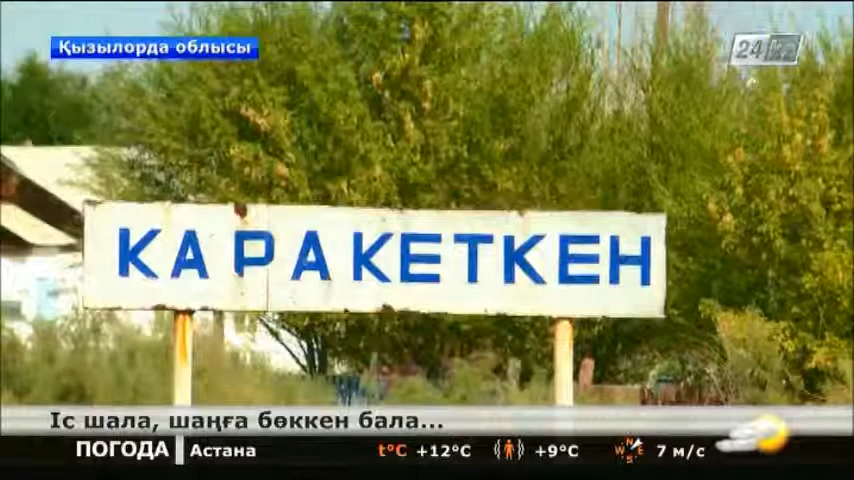 Қызылорда облысы
24kz
КАРАКЕТКЕН
Іс шала, шаңға бөккен бала...
ПОГОДА Астана t°C +12°C +9°C N W E S 7 м/с